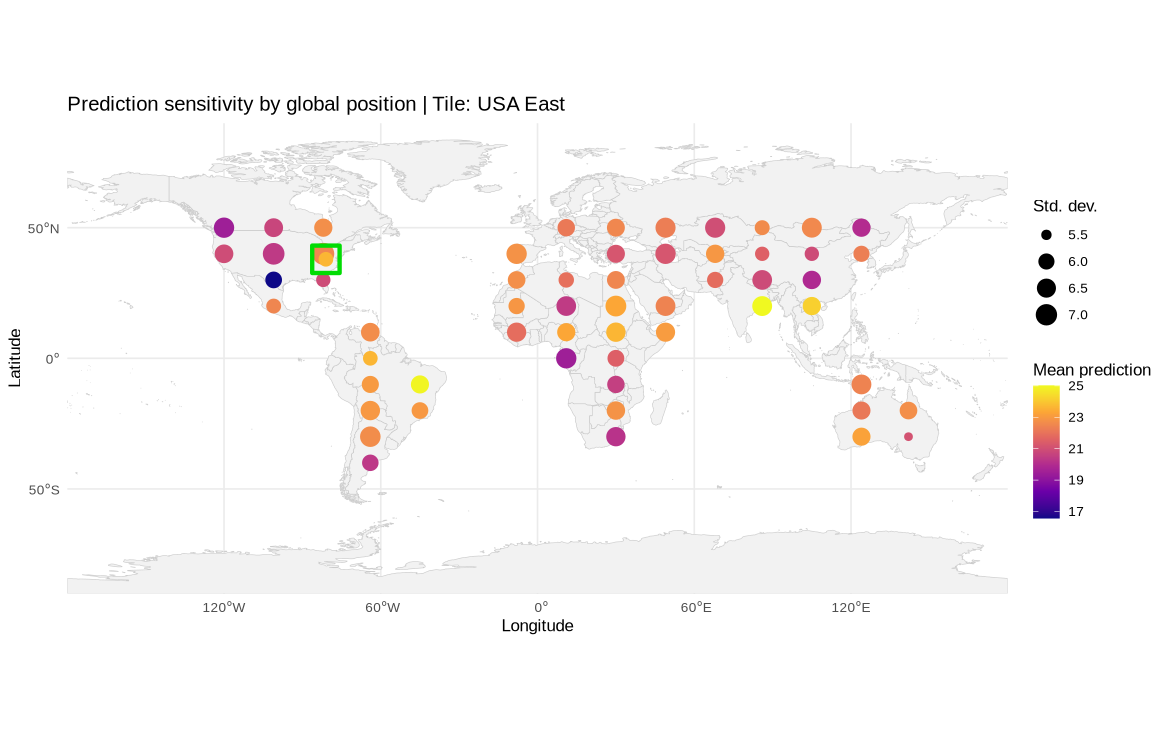 Prediction sensitivity by global position | Tile: USA East
50°N
0°
50°S
Latitude
120°W
60°W
0°
60°E
120°E
Longitude
Std. dev.
5.5
6.0
6.5
7.0
Mean prediction
25
23
21
19
17